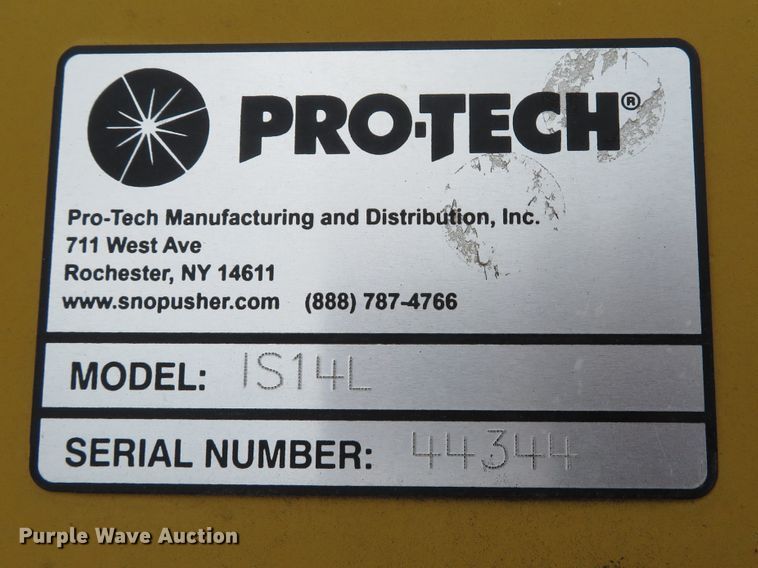 PRO-TECH®
Pro-Tech Manufacturing and Distribution, Inc.
711 West Ave
Rochester, NY 14611
www.snopusher.com (888) 787-4766
MODEL: IS14L
SERIAL NUMBER: 44344
Purple Wave Auction